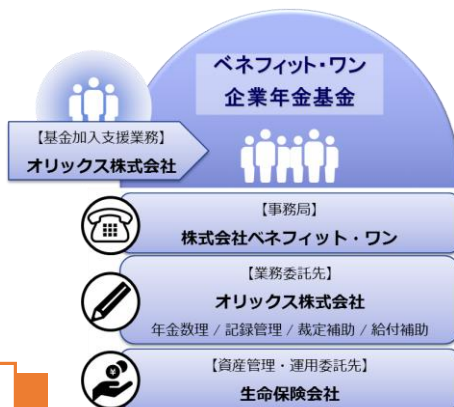 ベネフィット・ワン
企業年金基金
【基金加入支援業務】
オリックス株式会社
【事務局】
株式会社ベネフィット・ワン
【業務委託先】
オリックス株式会社
年金数理 / 記録管理 / 裁定補助 / 給付補助
【資産管理・運用委託先】
生命保険会社
¥